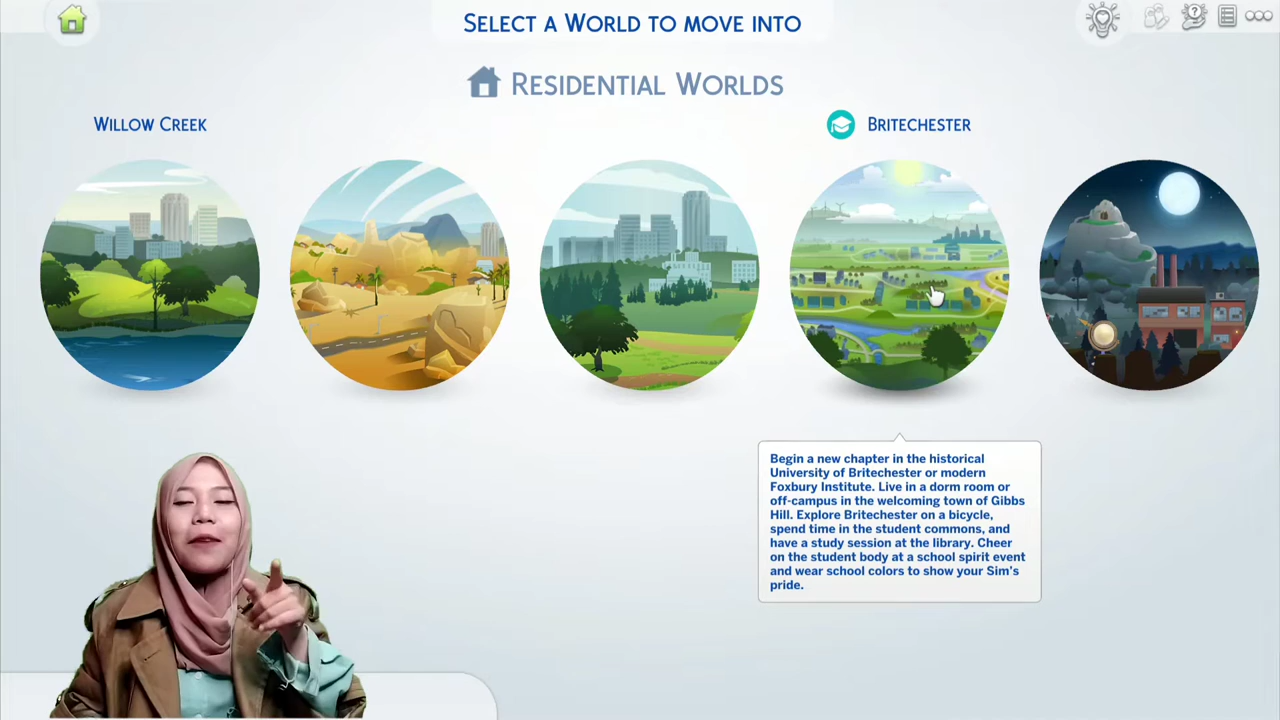 SELECT A WORLD TO MOVE INTO
RESIDENTIAL WORLDS
WILLOW CREEK
BRITECHESTER
Begin a new chapter in the historical
University of Britechester or modern
Foxbury Institute. Live in a dorm room or
off-campus in the welcoming town of Gibbs
Hill. Explore Britechester on a bicycle,
spend time in the student commons, and
have a study session at the library. Cheer
on the student body at a school spirit event
and wear school colors to show your Sim's
pride.